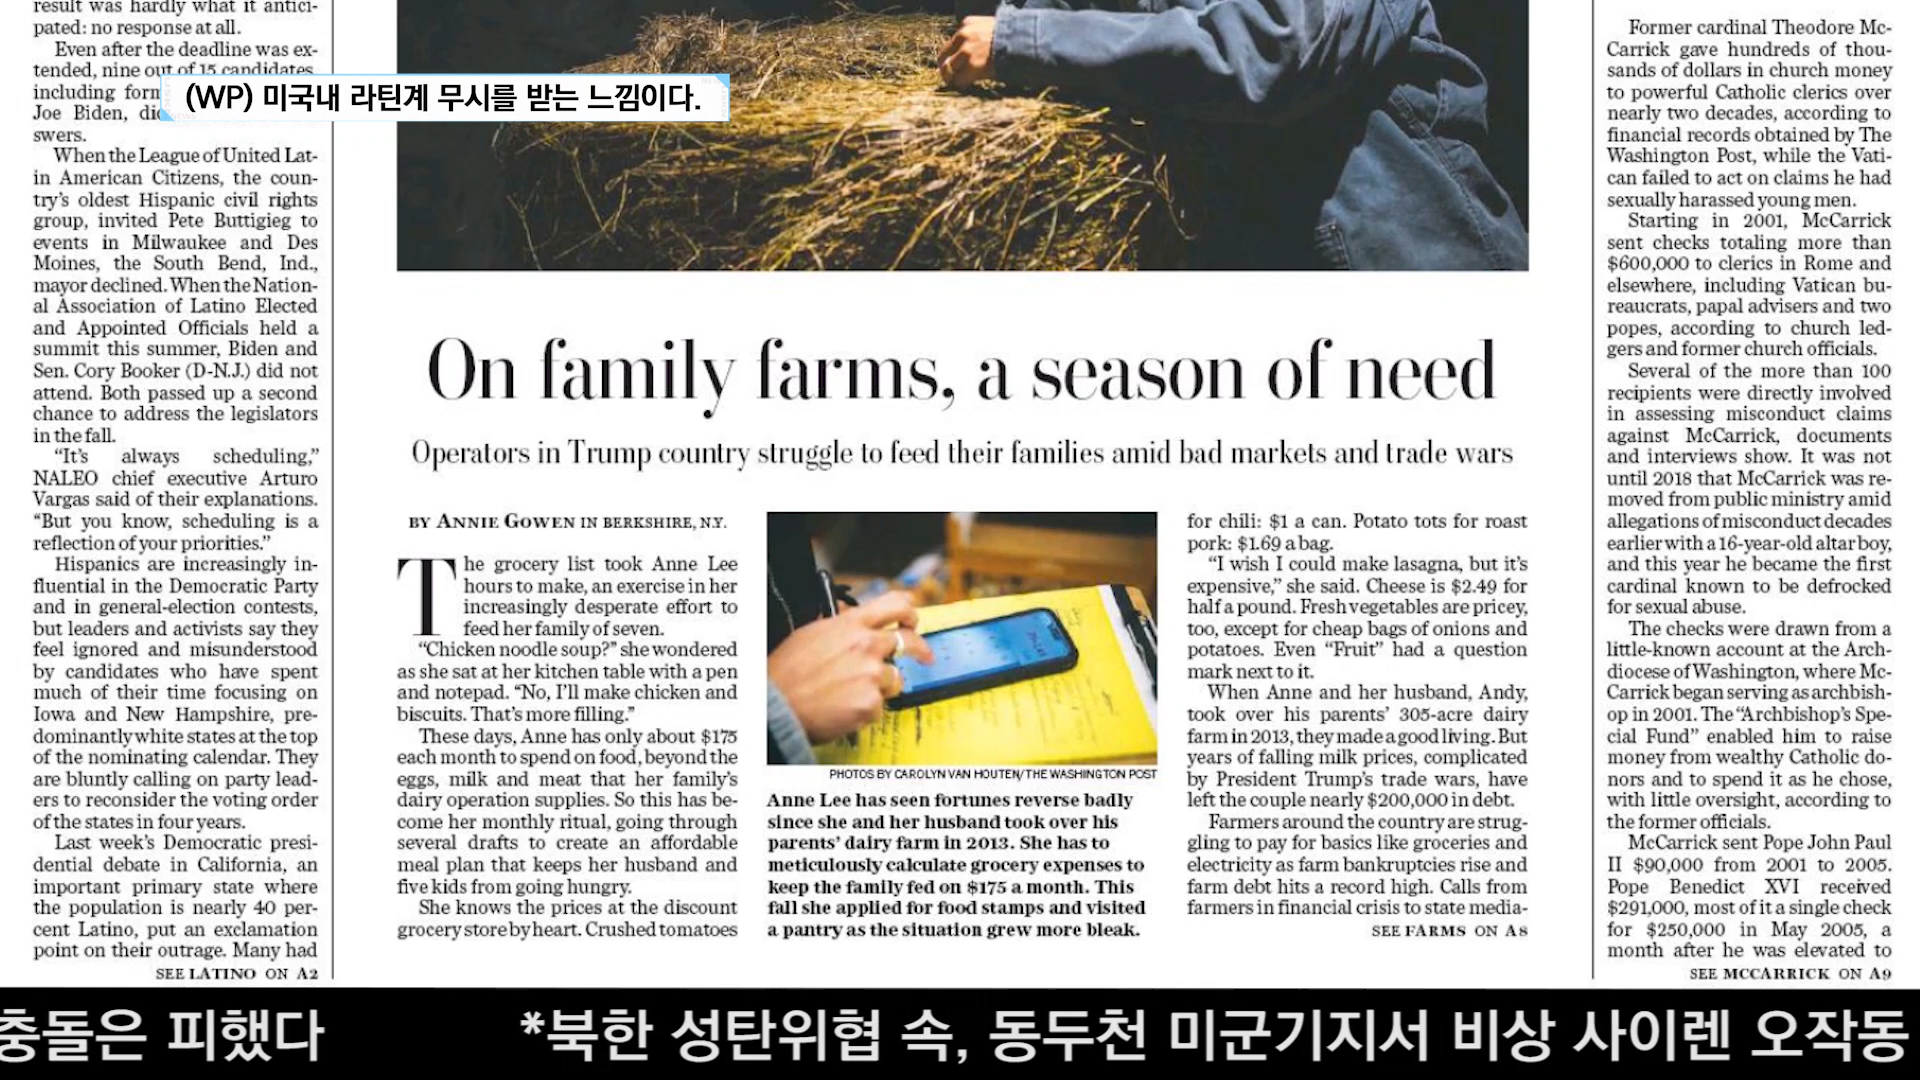 result was hardly what it antici-
pated: no response at all.
Even after the deadline was ex-
tended, nine out of 15 candidates,
including form
Joe Biden, did
swers.
When the League of United Lat-
in American Citizens, the coun-
try's oldest Hispanic civil rights
group, invited Pete Buttigieg to
events in Milwaukee and Des
Moines, the South Bend, Ind.,
mayor declined. When the Nation-
al Association of Latino Elected
and Appointed Officials held a
summit this summer, Biden and
Sen. Cory Booker (D-N.J.) did not
attend. Both passed up a second
chance to address the legislators
in the fall.
"It's always scheduling,"
NALEO chief executive Arturo
Vargas said of their explanations.
"But you know, scheduling is a
reflection of your priorities."
Hispanics are increasingly in-
fluential in the Democratic Party
and in general-election contests,
but leaders and activists say they
feel ignored and misunderstood
by candidates who have spent
much of their time focusing on
Iowa and New Hampshire, pre-
dominantly white states at the top
of the nominating calendar. They
are bluntly calling on party lead-
ers to reconsider the voting order
of the states in four years.
Last week's Democratic presi-
dential debate in California, an
important primary state where
the population is nearly 40 per-
cent Latino, put an exclamation
point on their outrage. Many had
SEE LATINO ON A2
(WP) 미국내 라틴계 무시를 받는 느낌이다.
On family farms, a season of need
Operators in Trump country struggle to feed their families amid bad markets and trade wars
BY ANNIE GOWEN IN BERKSHIRE, N.Y.
The grocery list took Anne Lee
hours to make, an exercise in her
increasingly desperate effort to
feed her family of seven.
"Chicken noodle soup?" she wondered
as she sat at her kitchen table with a pen
and notepad. "No, I'll make chicken and
biscuits. That's more filling."
These days, Anne has only about $175
each month to spend on food, beyond the
eggs, milk and meat that her family's
dairy operation supplies. So this has be-
come her monthly ritual, going through
several drafts to create an affordable
meal plan that keeps her husband and
five kids from going hungry.
She knows the prices at the discount
grocery store by heart. Crushed tomatoes
PHOTOS BY CAROLYN VAN HOUTEN/THE WASHINGTON POST
Anne Lee has seen fortunes reverse badly
since she and her husband took over his
parents' dairy farm in 2013. She has to
meticulously calculate grocery expenses to
keep the family fed on $175 a month. This
fall she applied for food stamps and visited
a pantry as the situation grew more bleak.
for chili: $1 a can. Potato tots for roast
pork: $1.69 a bag.
"I wish I could make lasagna, but it's
expensive," she said. Cheese is $2.49 for
half a pound. Fresh vegetables are pricey,
too, except for cheap bags of onions and
potatoes. Even "Fruit" had a question
mark next to it.
When Anne and her husband, Andy,
took over his parents' 305-acre dairy
farm in 2013, they made a good living. But
years of falling milk prices, complicated
by President Trump's trade wars, have
left the couple nearly $200,000 in debt.
Farmers around the country are strug-
gling to pay for basics like groceries and
electricity as farm bankruptcies rise and
farm debt hits a record high. Calls from
farmers in financial crisis to state media-
SEE FARMS ON A8
Former cardinal Theodore Mc-
Carrick gave hundreds of thou-
sands of dollars in church money
to powerful Catholic clerics over
nearly two decades, according to
financial records obtained by The
Washington Post, while the Vati-
can failed to act on claims he had
sexually harassed young men.
Starting in 2001, McCarrick
sent checks totaling more than
$600,000 to clerics in Rome and
elsewhere, including Vatican bu-
reaucrats, papal advisers and two
popes, according to church led-
gers and former church officials.
Several of the more than 100
recipients were directly involved
in assessing misconduct claims
against McCarrick, documents
and interviews show. It was not
until 2018 that McCarrick was re-
moved from public ministry amid
allegations of misconduct decades
earlier with a 16-year-old altar boy,
and this year he became the first
cardinal known to be defrocked
for sexual abuse.
The checks were drawn from a
little-known account at the Arch-
diocese of Washington, where Mc-
Carrick began serving as archbish-
op in 2001. The "Archbishop's Spe-
cial Fund" enabled him to raise
money from wealthy Catholic do-
nors and to spend it as he chose,
with little oversight, according to
the former officials.
McCarrick sent Pope John Paul
II $90,000 from 2001 to 2005.
Pope Benedict XVI received
$291,000, most of it a single check
for $250,000 in May 2005, a
month after he was elevated to
SEE MCCARRICK ON A9
충돌은 피했다 *북한 성탄위협 속, 동두천 미군기지서 비상 사이렌 오작동